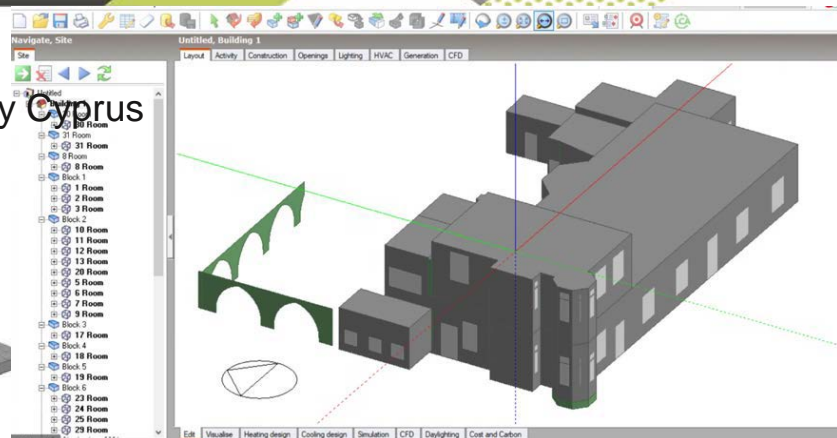 Navigate, Site
Untitled, Building 1
Site
Layout Activity Construction Openings Lighting HVAC Generation CFD
Untitled
y Cyprus
30 Room
31 Room
31 Room
8 Room
8 Room
Block 1
1 Room
2 Room
3 Room
Block 2
10 Room
11 Room
12 Room
13 Room
20 Room
5 Room
6 Room
7 Room
9 Room
Block 3
17 Room
Block 4
18 Room
Block 5
19 Room
Block 6
23 Room
24 Room
25 Room
29 Room
Edit Visualise Heating design Cooling design Simulation CFD Daylighting Cost and Carbon